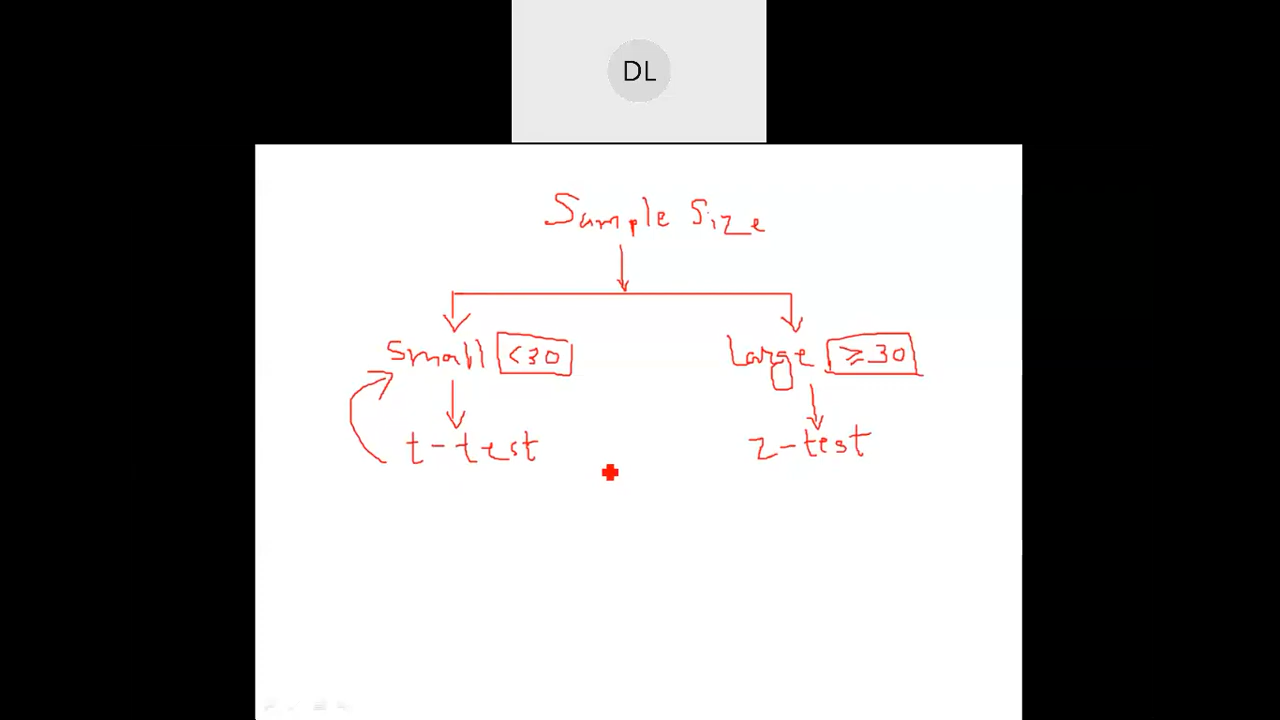 DL
Sample Size
Small <30
Large ≥30
t-test
z-test